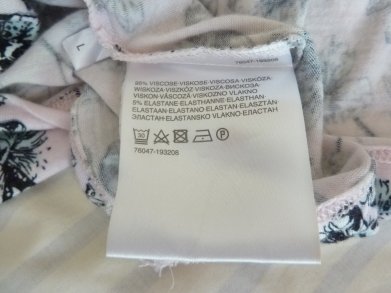 L
76047-193208
95% VISCOSE·VISKOSE·VISCOSA·VISKÓZA
WISKOZA·VISZKÓZ·VISKOZA·ВИСКОЗА
VISKON·VÂSCOZĂ·VISKOZNO VLAKNO
5% ELASTANE·ELASTHANNE·ELASTHAN
ELASTAAN·ELASTANO·ELASTAN·ELASZTÁN
ЭЛАСТАН·ELASTANSKO VLAKNO·ЕЛАСТАН
30
P
76047-193208